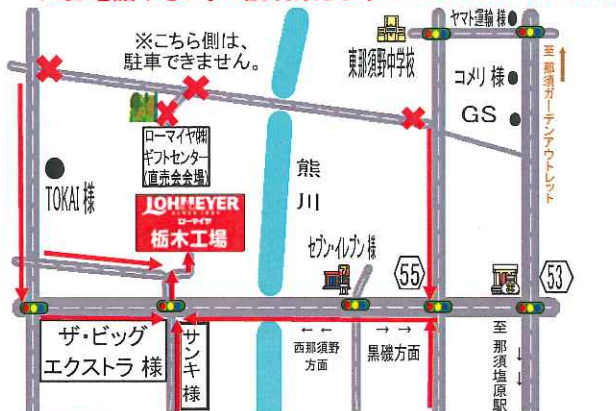 ※こちら側は、
駐車できません。
東那須野中学校
ヤマト運輸 様
コメリ 様
GS
至 那須ガーデンアウトレット
ローマイヤ㈱
ギフトセンター
(直売会会場)
TOKAI 様
LOHMEYER
SINCE 1921
ローマイヤ
栃木工場
熊川
セブン-イレブン 様
55
53
ザ・ビッグ
エクストラ 様
サンキ様
← ←
西那須野
方面
→ →
黒磯方面
至 那須塩原駅